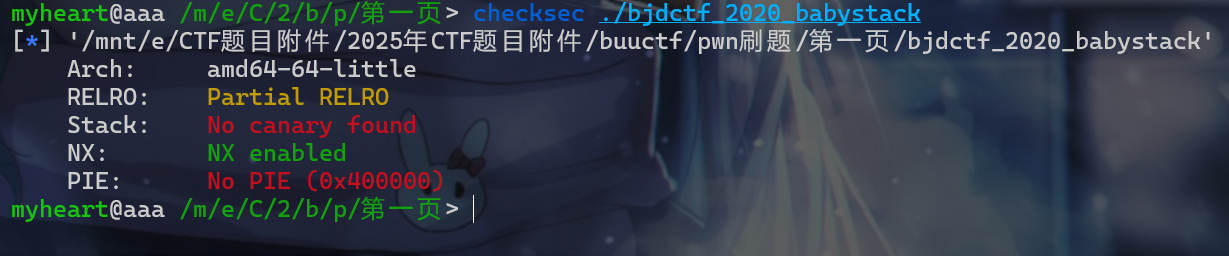 myheart@aaa /m/e/C/2/b/p/第一页> checksec ./bjdctf_2020_babystack
[*] '/mnt/e/CTF题目附件/2025年CTF题目附件/buuctf/pwn刷题/第一页/bjdctf_2020_babystack'
Arch: amd64-64-little
RELRO: Partial RELRO
Stack: No canary found
NX: NX enabled
PIE: No PIE (0x400000)
myheart@aaa /m/e/C/2/b/p/第一页>